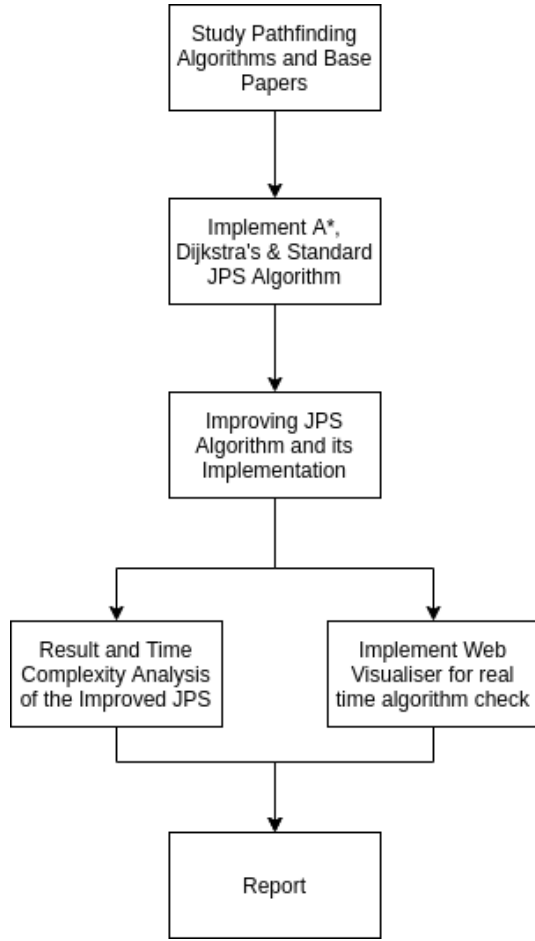 Study Pathfinding
Algorithms and Base
Papers
Implement A*,
Dijkstra's & Standard
JPS Algorithm
Improving JPS
Algorithm and its
Implementation
Result and Time
Complexity Analysis
of the Improved JPS
Implement Web
Visualiser for real
time algorithm check
Report